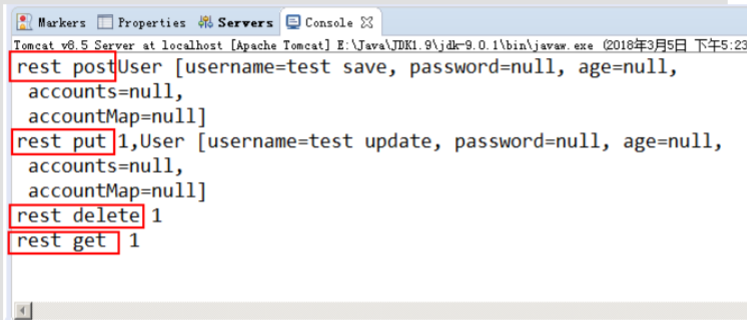 Markers Properties Servers Console
Tomcat v8.5 Server at localhost [Apache Tomcat] E:\Java\JDK1.9\jdk-9.0.1\bin\javaw.exe (2018年3月5日 下午5:23
rest postUser [username=test save, password=null, age=null,
accounts=null,
accountMap=null]
rest put 1,User [username=test update, password=null, age=null,
accounts=null,
accountMap=null]
rest delete 1
rest get 1